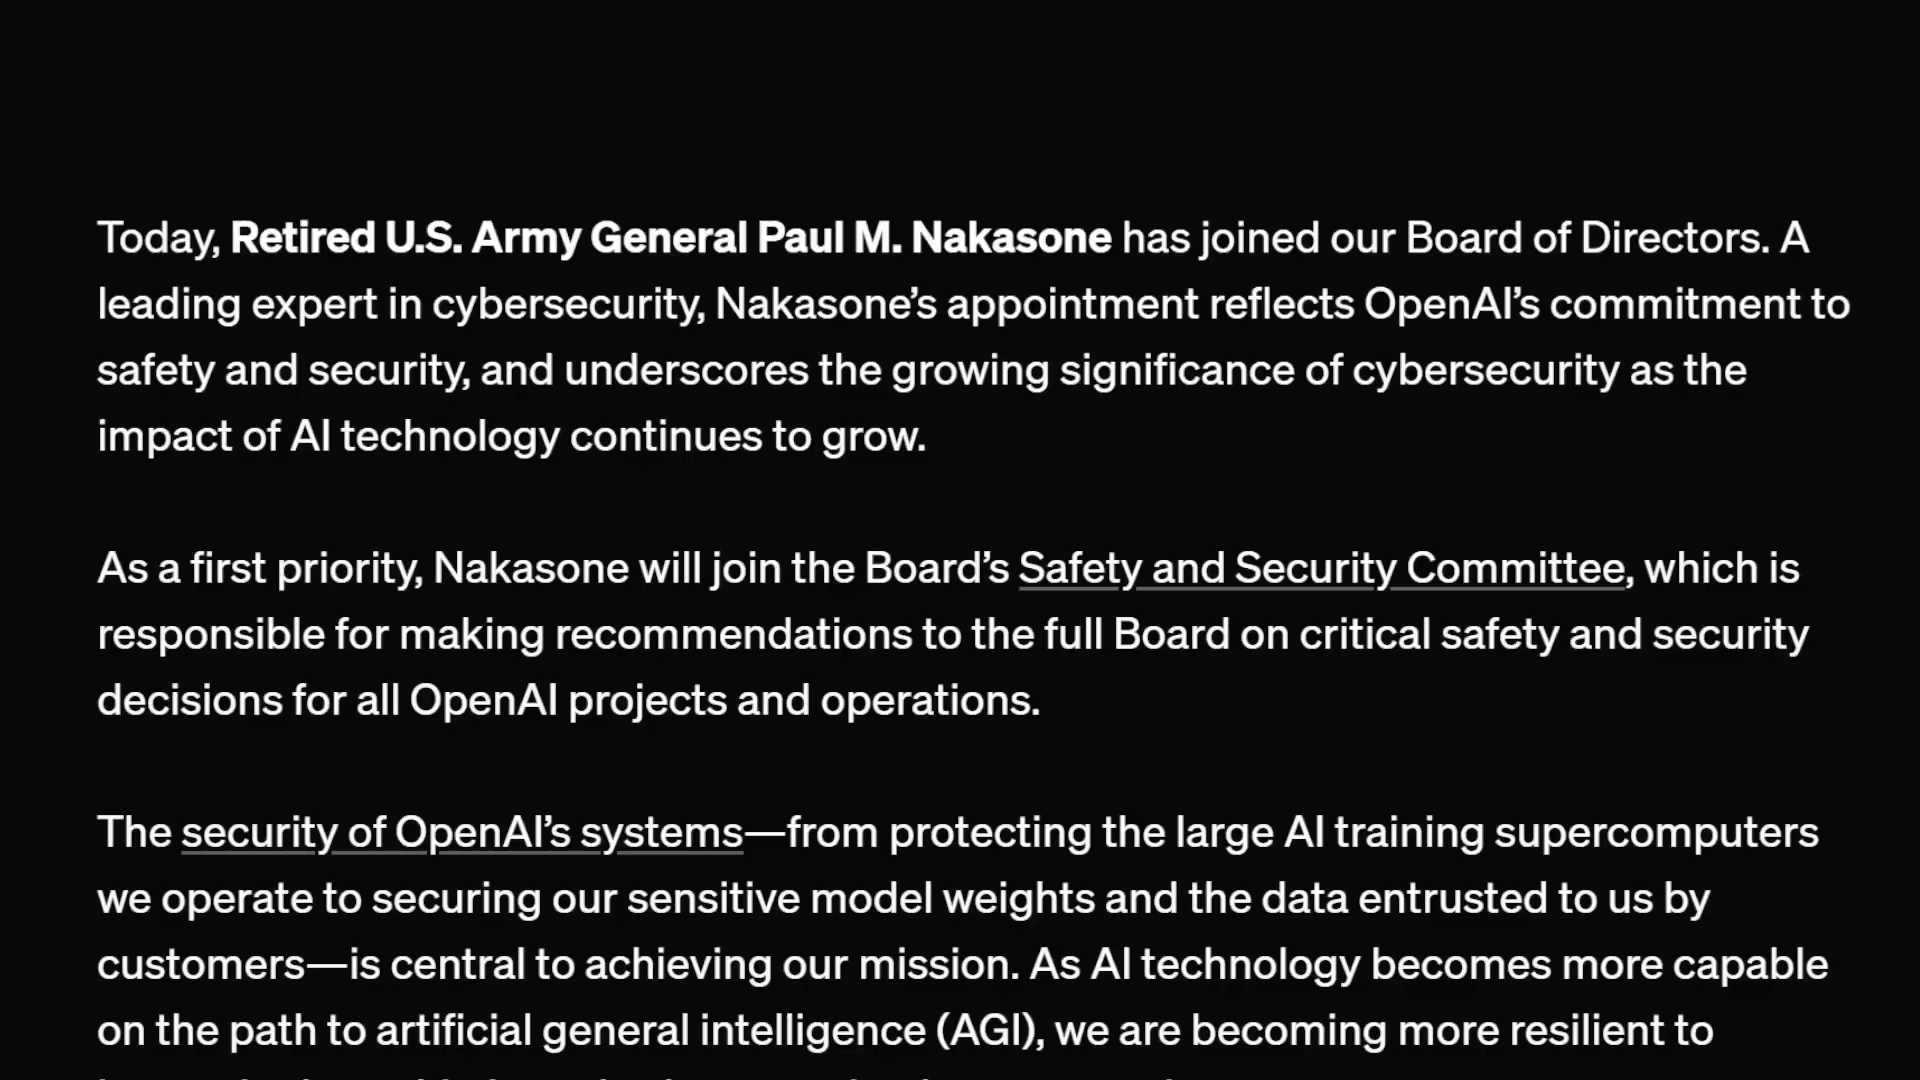 Today, Retired U.S. Army General Paul M. Nakasone has joined our Board of Directors. A
leading expert in cybersecurity, Nakasone’s appointment reflects OpenAI’s commitment to
safety and security, and underscores the growing significance of cybersecurity as the
impact of AI technology continues to grow.
As a first priority, Nakasone will join the Board’s Safety and Security Committee, which is
responsible for making recommendations to the full Board on critical safety and security
decisions for all OpenAI projects and operations.
The security of OpenAI’s systems—from protecting the large AI training supercomputers
we operate to securing our sensitive model weights and the data entrusted to us by
customers—is central to achieving our mission. As AI technology becomes more capable
on the path to artificial general intelligence (AGI), we are becoming more resilient to